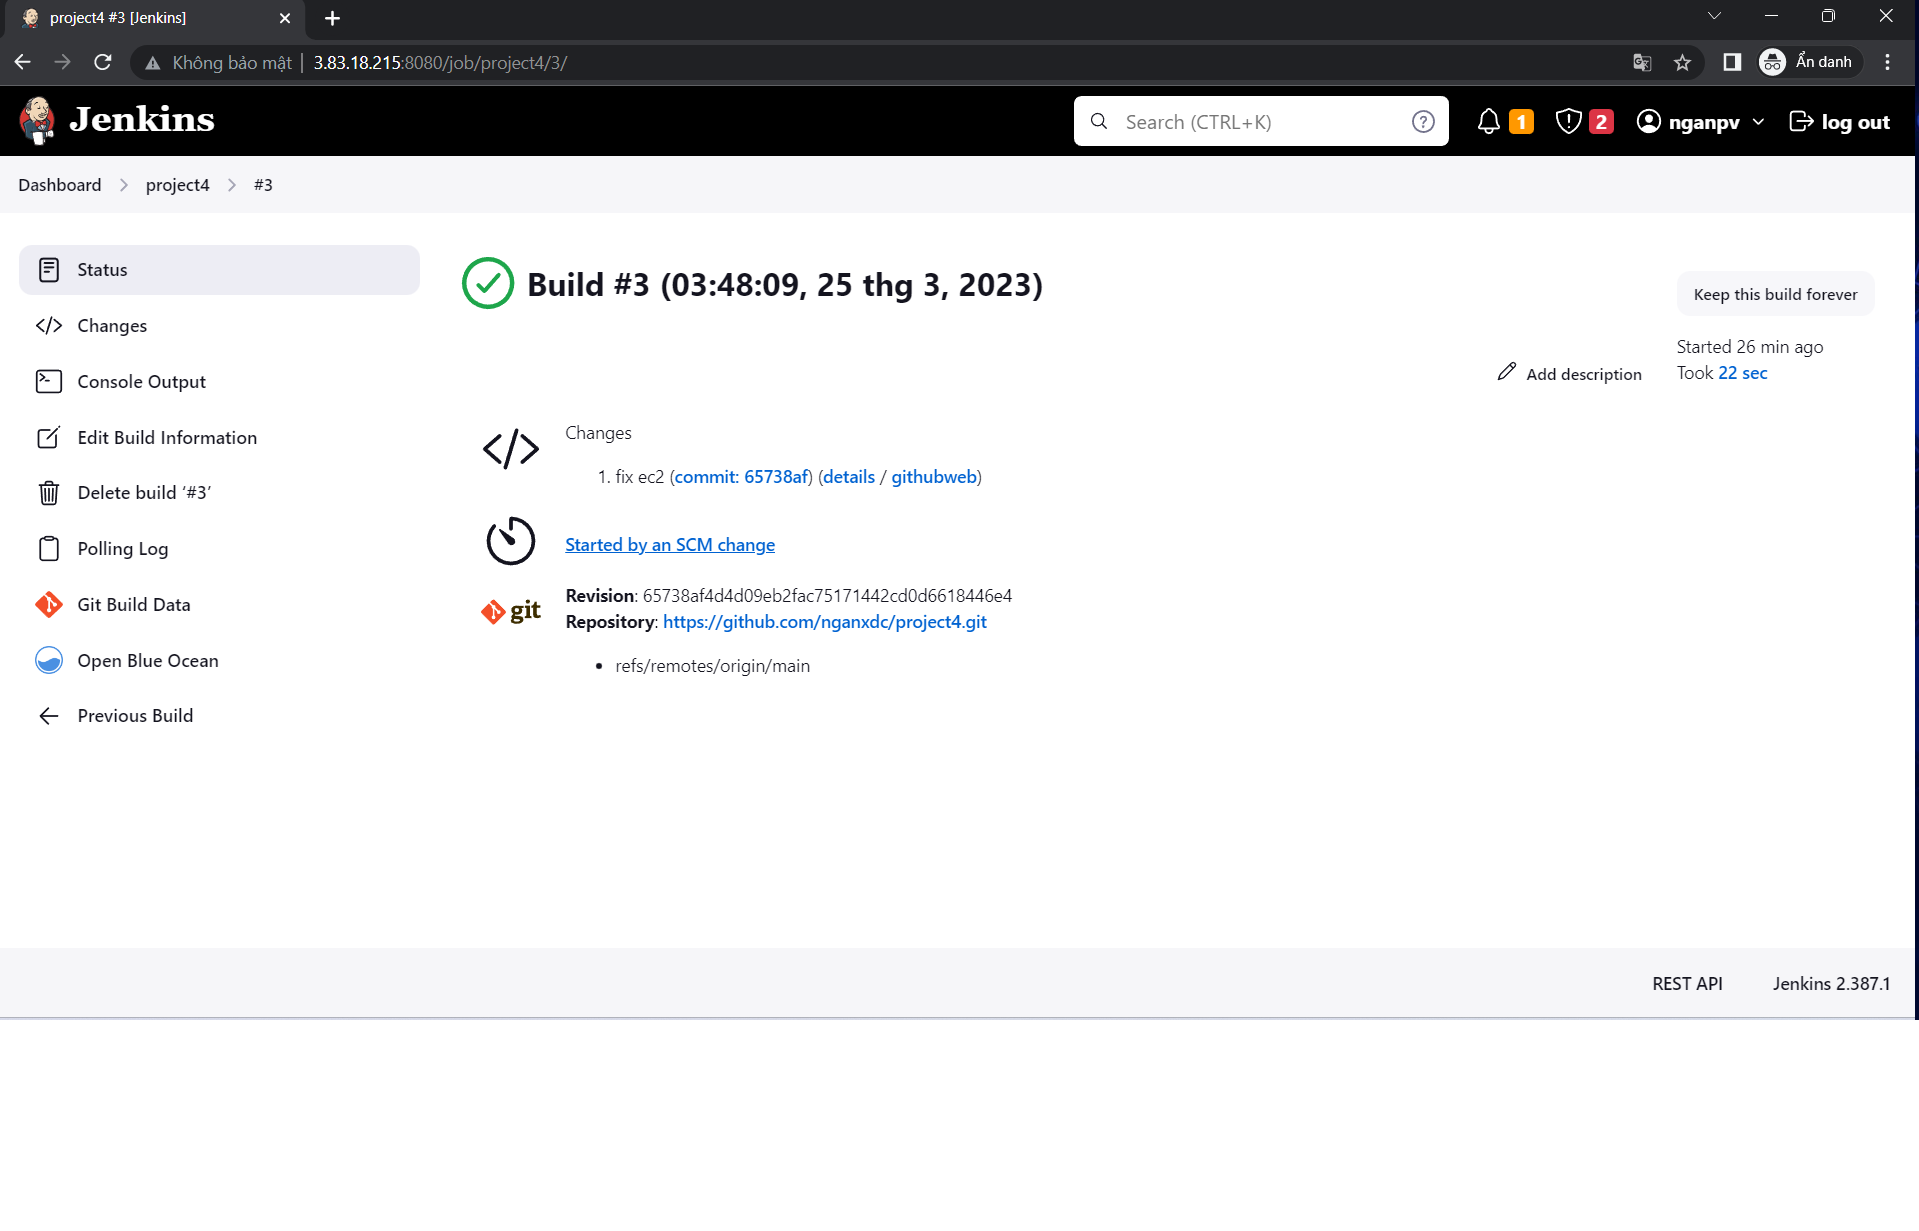 project4 #3 [Jenkins]
Không bảo mật | 3.83.18.215:8080/job/project4/3/
Ẩn danh
Jenkins
Search (CTRL+K)
1
2
nganpv
log out
Dashboard
project4
#3
Status
Changes
Console Output
Edit Build Information
Delete build ‘#3’
Polling Log
Git Build Data
Open Blue Ocean
Previous Build
Build #3 (03:48:09, 25 thg 3, 2023)
Keep this build forever
Started 26 min ago
Took 22 sec
Add description
Changes
1. fix ec2 (commit: 65738af) (details / githubweb)
Started by an SCM change
git
Revision: 65738af4d4d09eb2fac75171442cd0d6618446e4
Repository: https://github.com/nganxdc/project4.git
• refs/remotes/origin/main
REST API
Jenkins 2.387.1